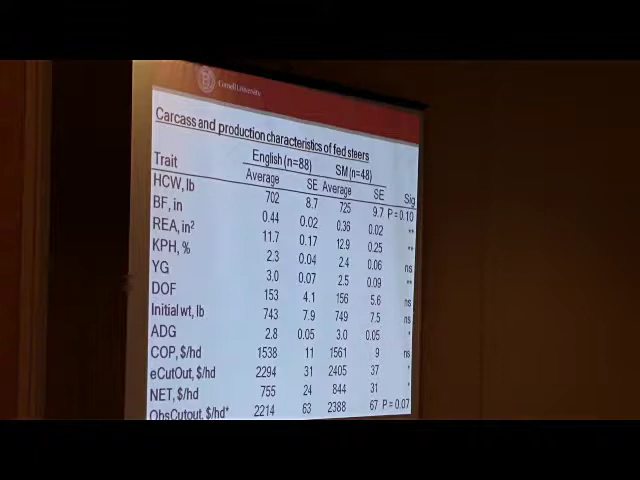 Cornell University
Carcass and production characteristics of fed steers
English (n=88) SM (n=48)
Trait Average SE Average SE Sig
HCW, lb 702 8.7 725 9.7 P = 0.10
BF, in 0.44 0.02 0.36 0.02 **
REA, in² 11.7 0.17 12.9 0.25 **
KPH, % 2.3 0.04 2.4 0.06 ns
YG 3.0 0.07 2.5 0.09 **
DOF 153 4.1 156 5.6 ns
Initial wt, lb 743 7.9 749 7.5 ns
ADG 2.8 0.05 3.0 0.05 *
COP, $/hd 1538 11 1561 9 ns
eCutOut, $/hd 2294 31 2405 37 *
NET, $/hd 755 24 844 31 *
ObsCutout, $/hd* 2214 63 2388 67 P = 0.07